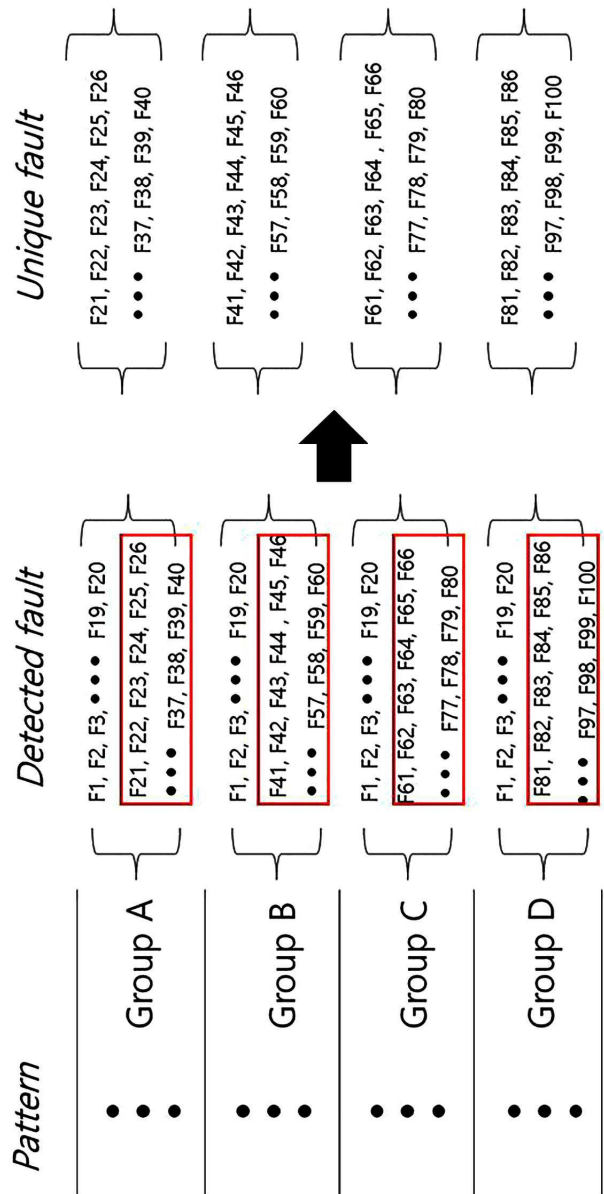 Pattern
Detected fault
Unique fault
Group A
F1, F2, F3, ••• F19, F20
F21, F22, F23, F24, F25, F26
••• F37, F38, F39, F40
F21, F22, F23, F24, F25, F26
••• F37, F38, F39, F40
Group B
F1, F2, F3, ••• F19, F20
F41, F42, F43, F44 , F45, F46
••• F57, F58, F59, F60
F41, F42, F43, F44, F45, F46
••• F57, F58, F59, F60
Group C
F1, F2, F3, ••• F19, F20
F61, F62, F63, F64, F65, F66
••• F77, F78, F79, F80
F61, F62, F63, F64 , F65, F66
••• F77, F78, F79, F80
Group D
F1, F2, F3, ••• F19, F20
F81, F82, F83, F84, F85, F86
••• F97, F98, F99, F100
F81, F82, F83, F84, F85, F86
••• F97, F98, F99, F100